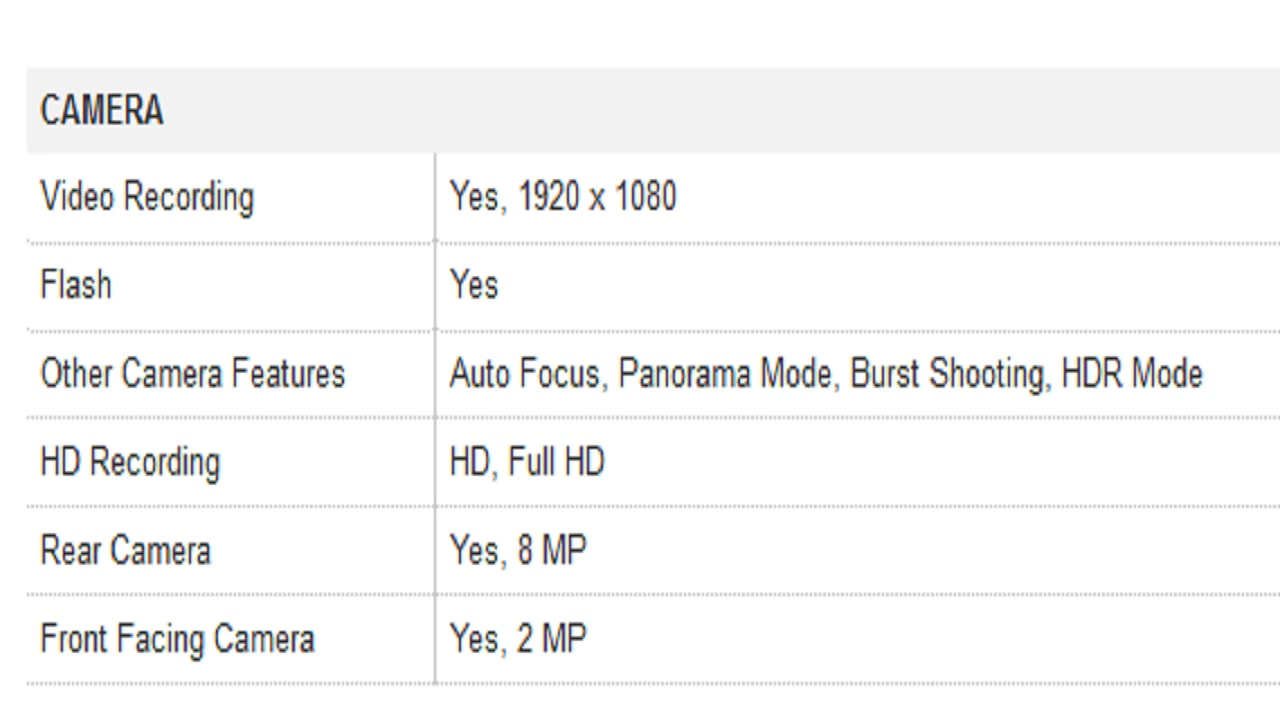 CAMERA
Video Recording Yes, 1920 x 1080
Flash Yes
Other Camera Features Auto Focus, Panorama Mode, Burst Shooting, HDR Mode
HD Recording HD, Full HD
Rear Camera Yes, 8 MP
Front Facing Camera Yes, 2 MP